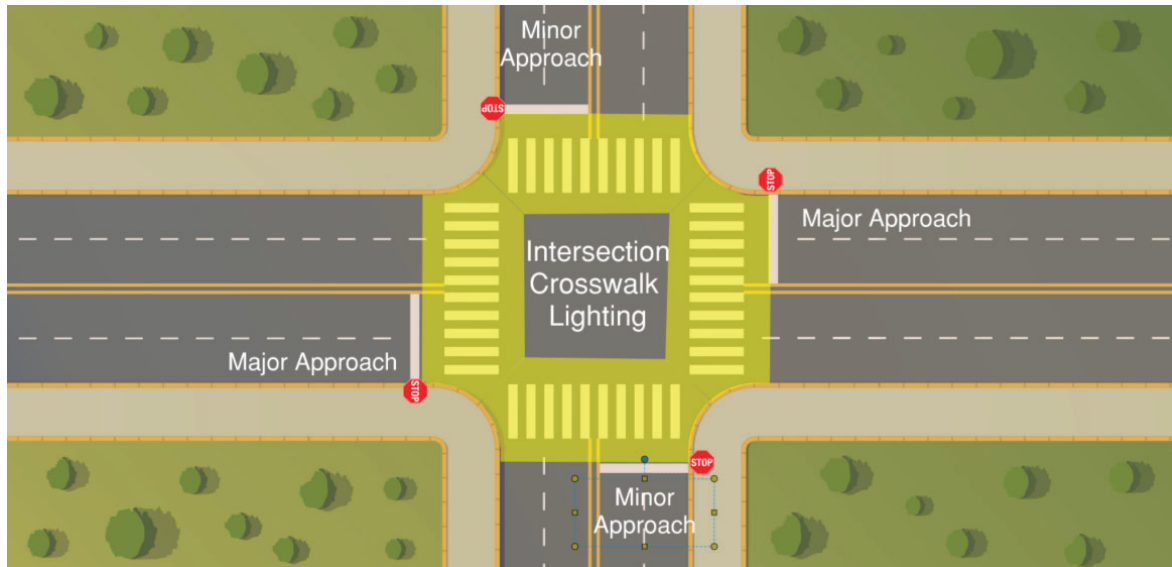 Minor
Approach
STOP
STOP
Major Approach
Intersection
Crosswalk
Lighting
Major Approach
STOP
STOP
Minor
Approach